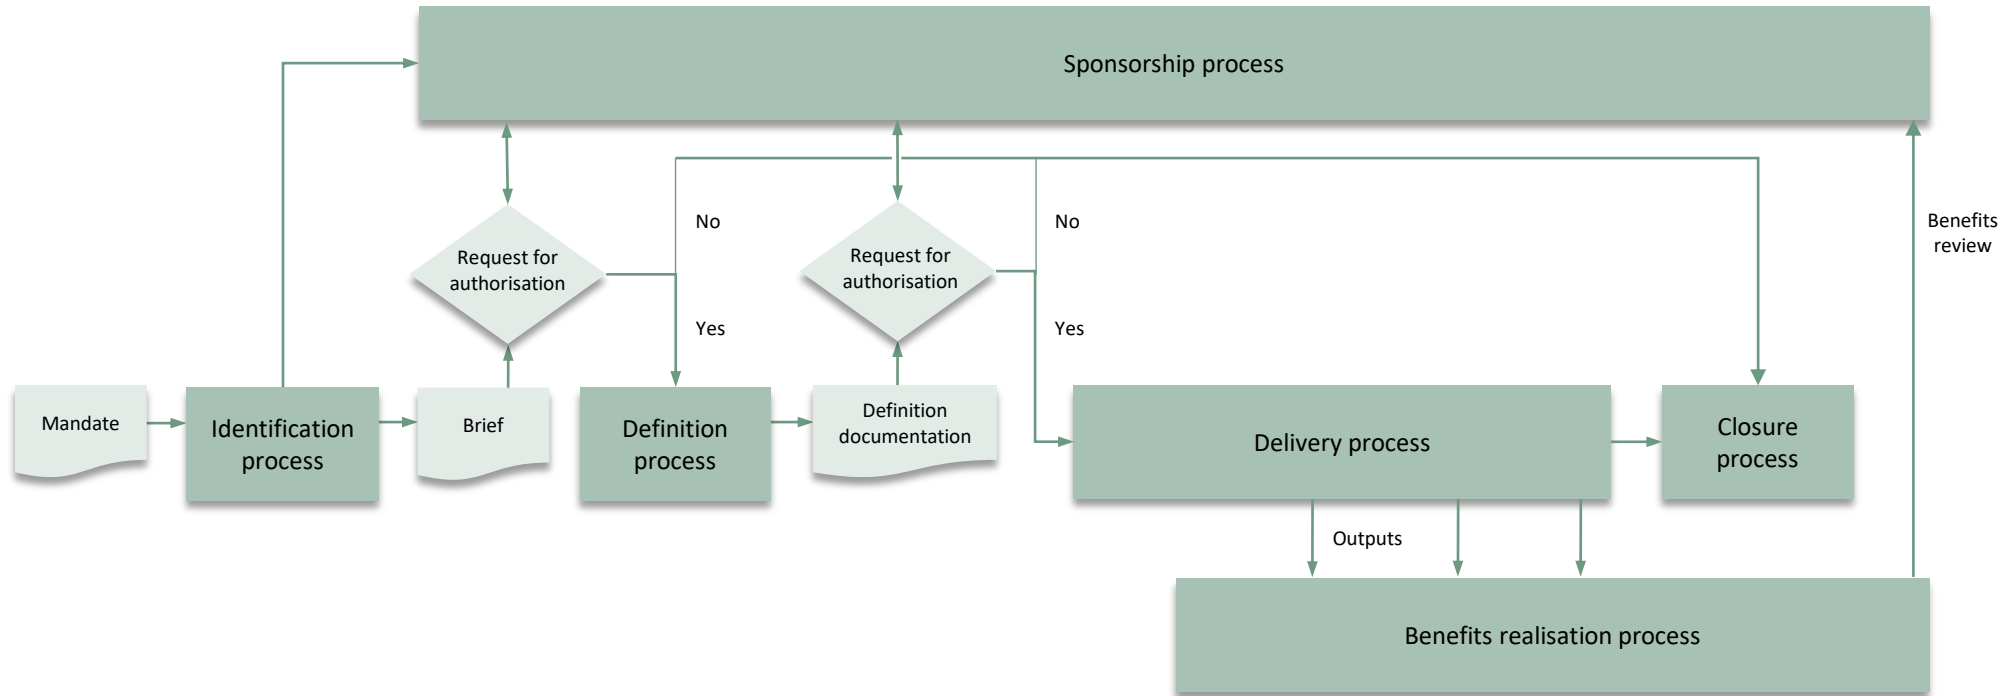 Sponsorship process
No
No
Benefits
review
Request for
authorisation
Request for
authorisation
Yes
Yes
Mandate
Identification
process
Brief
Definition
process
Definition
documentation
Delivery process
Closure
process
Outputs
Benefits realisation process